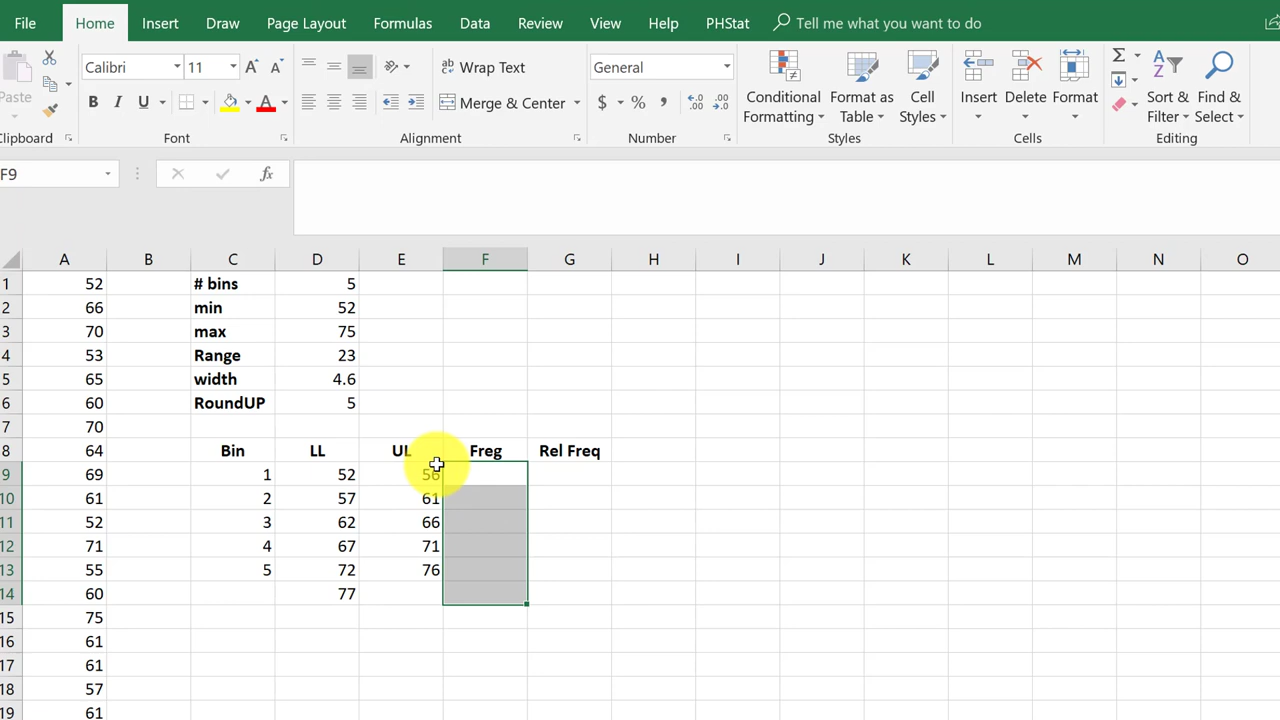 File Home Insert Draw Page Layout Formulas Data Review View Help PHStat Tell me what you want to do
Calibri 11 A A Wrap Text General Conditional Formatting Format as Table Cell Styles Insert Delete Format Sort & Filter Find & Select
Paste B I U A Merge & Center $ % , .00
Clipboard Font Alignment Number Styles Cells Editing
F9 fx
A B C D E F G H I J K L M N O
1 52 # bins 5
2 66 min 52
3 70 max 75
4 53 Range 23
5 65 width 4.6
6 60 RoundUP 5
7 70
8 64 Bin LL UL Freg Rel Freq
9 69 1 52 56
10 61 2 57 61
11 52 3 62 66
12 71 4 67 71
13 55 5 72 76
14 60 77
15 75
16 61
17 61
18 57
19 61